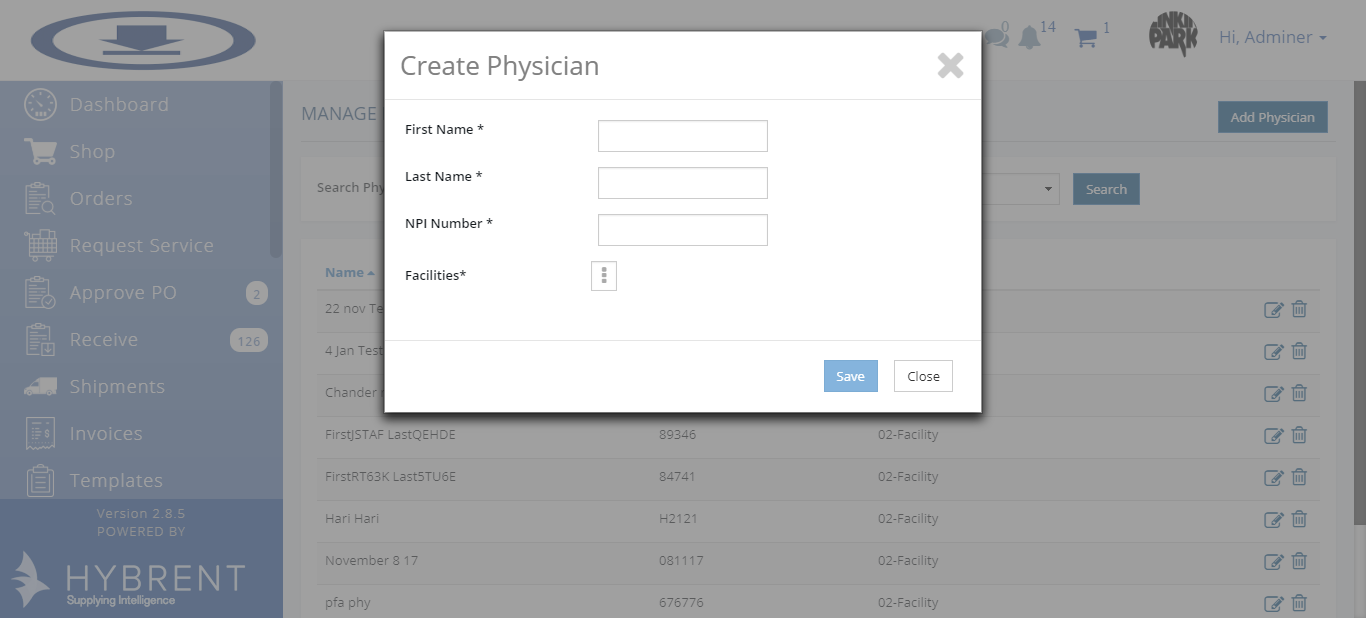 0
14
1
LINKIN
PARK
Hi, Adminer
Create Physician
First Name *
Last Name *
NPI Number *
Facilities*
Save
Close
Dashboard
Shop
Orders
Request Service
Approve PO 2
Receive 126
Shipments
Invoices
Templates
Version 2.8.5
POWERED BY
HYBRENT
Supplying Intelligence
MANAGE
Add Physician
Search Phy
Search
Name
22 nov Te
4 Jan Test
Chander
FirstJSTAF LastQEHDE 89346 02-Facility
FirstRT63K Last5TU6E 84741 02-Facility
Hari Hari H2121 02-Facility
November 8 17 081117 02-Facility
pfa phy 676776 02-Facility